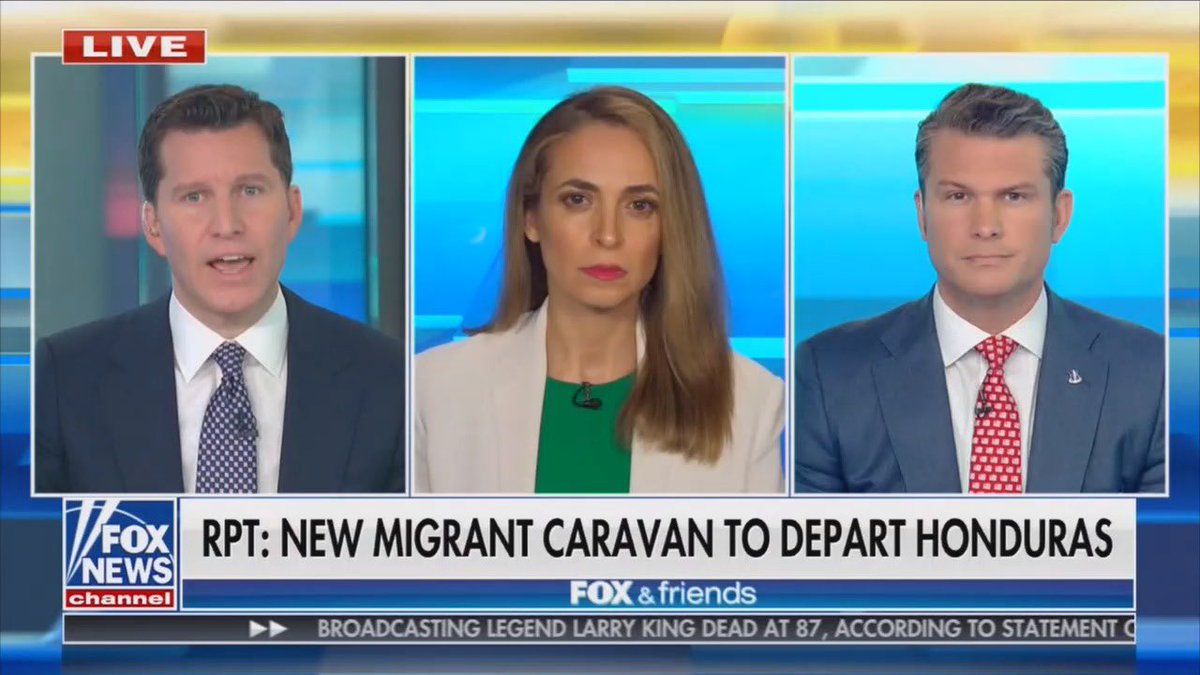 LIVE
RPT: NEW MIGRANT CARAVAN TO DEPART HONDURAS
FOX
NEWS
channel
FOX & friends
BROADCASTING LEGEND LARRY KING DEAD AT 87, ACCORDING TO STATEMENT